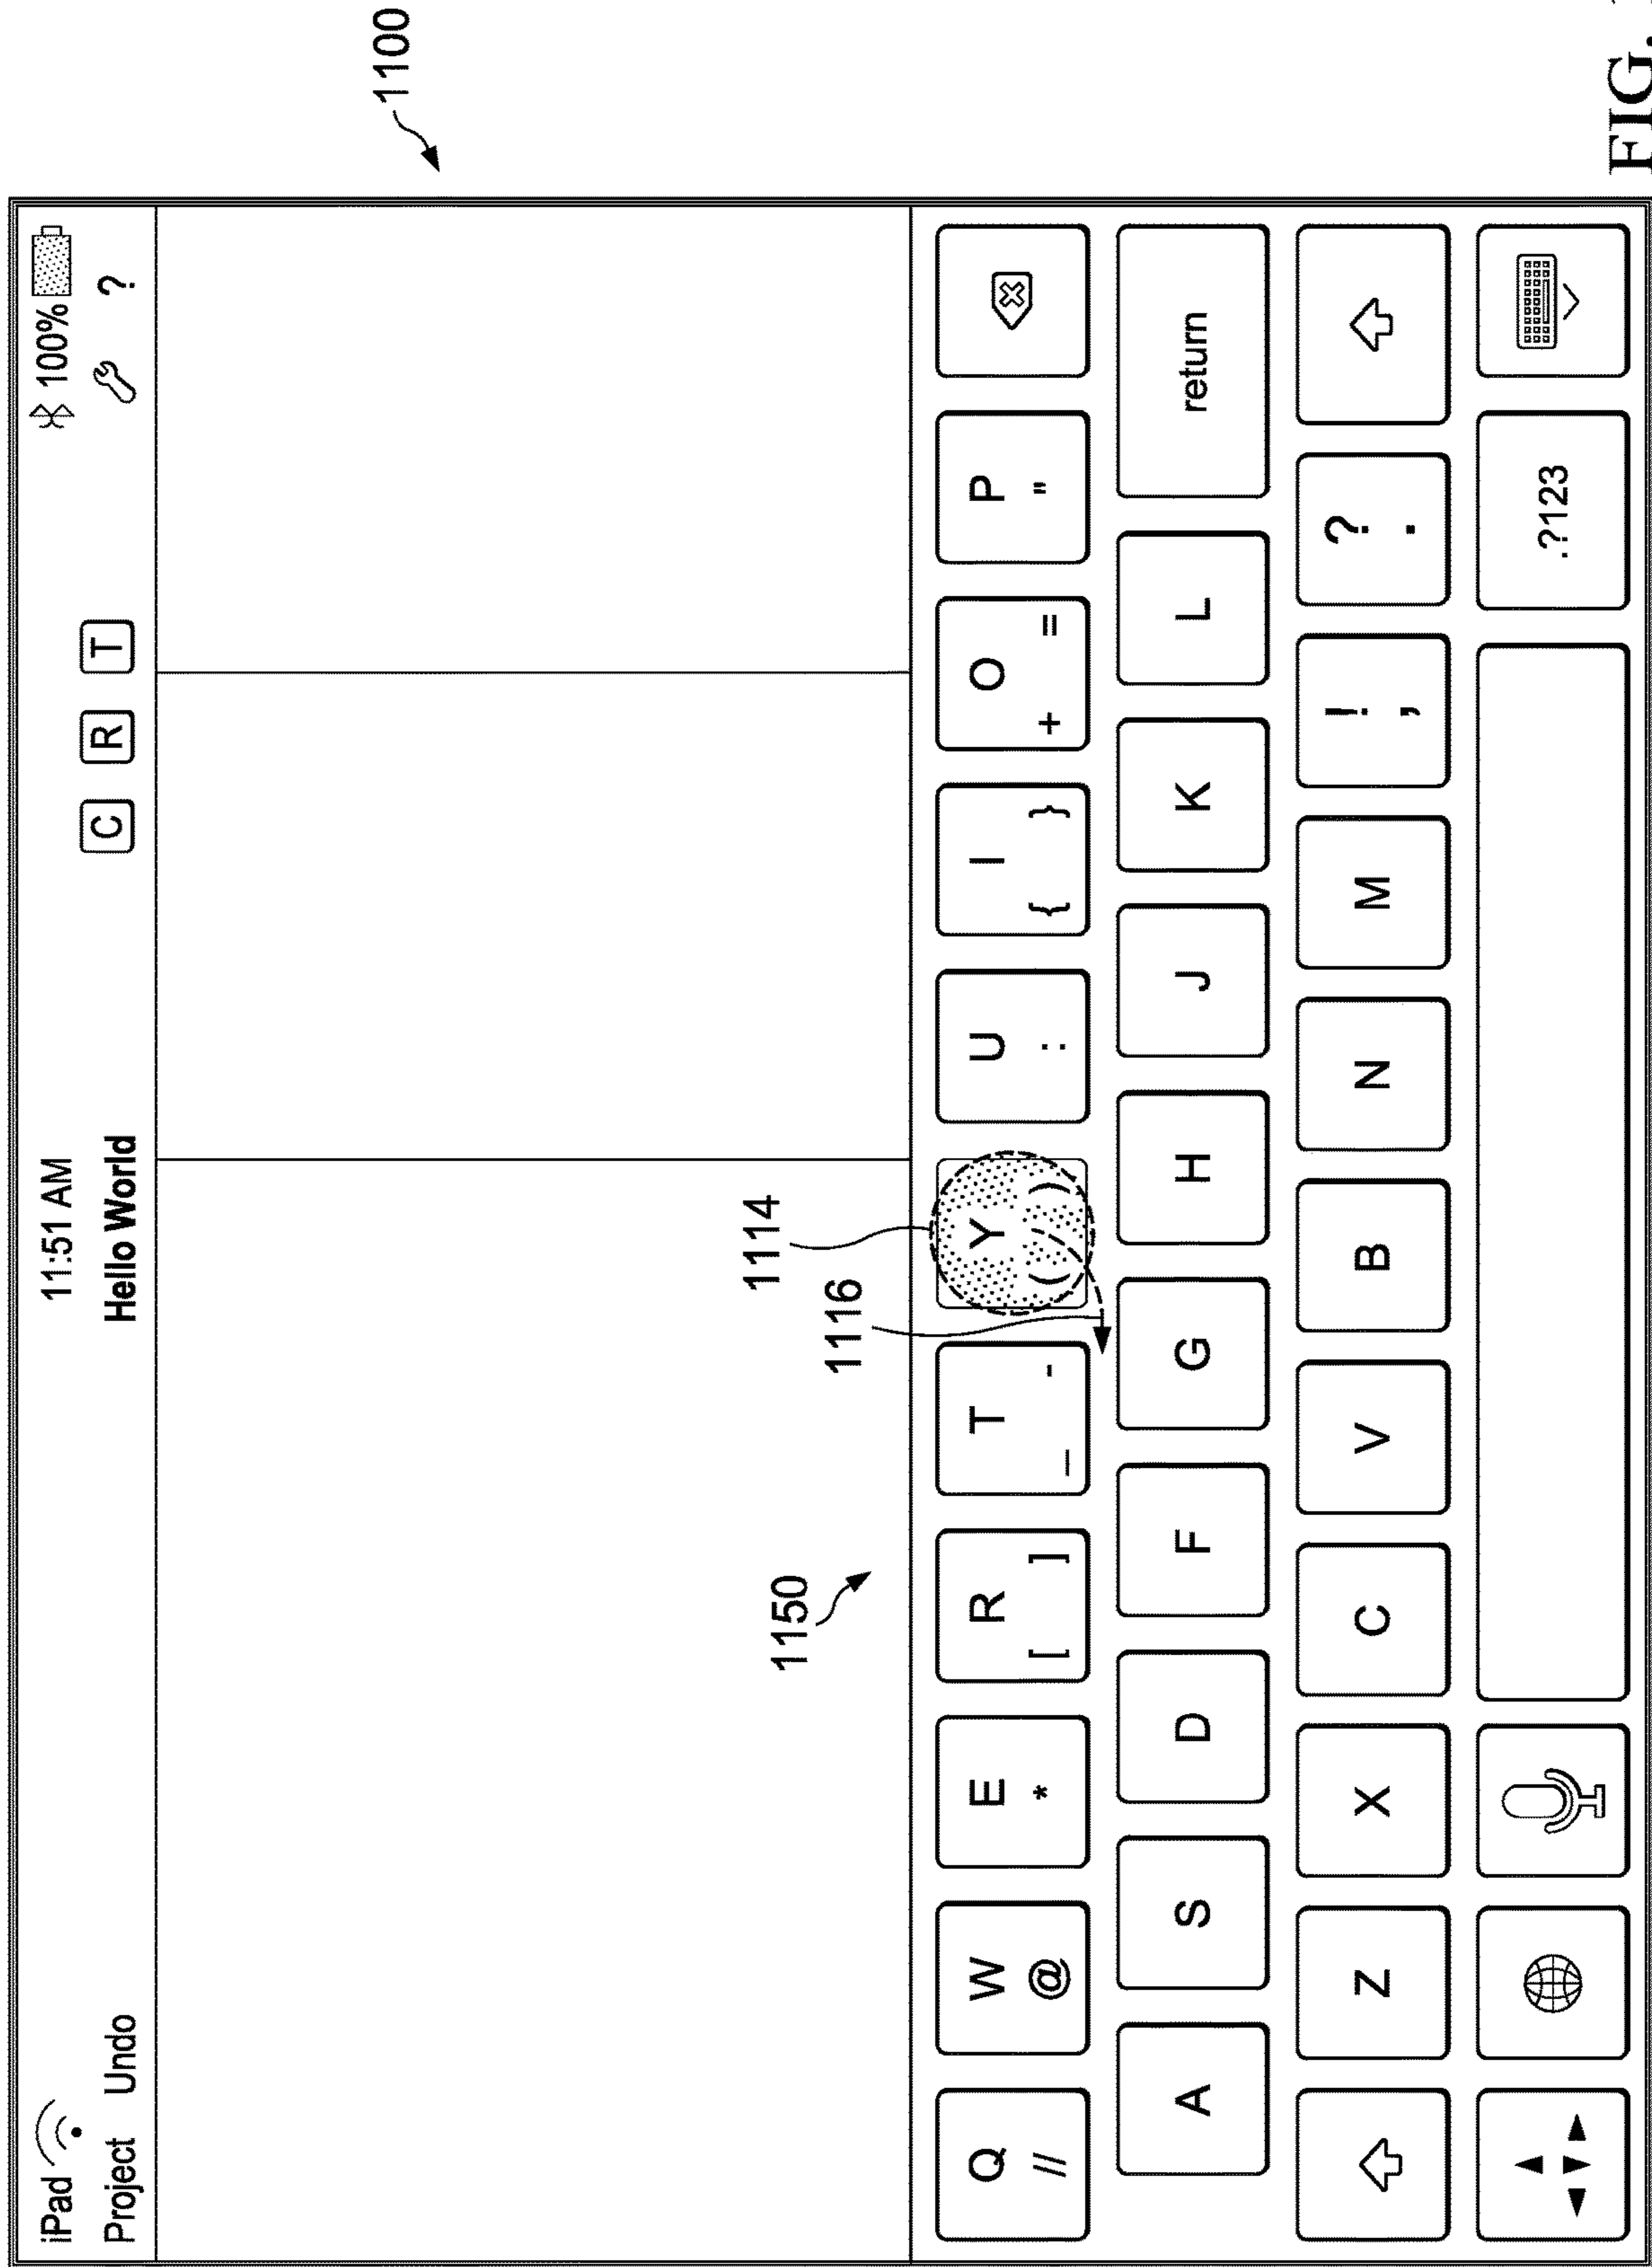 iPad 11:51 AM 100%
Project Undo Hello World C R T ?
1100
1114
1116
1150
Q W E R T Y U I O P
// @ * [ ] _ - ( ) : { } + = "
A S D F G H J K L return
Z X C V B N M ! , ? .
.?123
FIG.